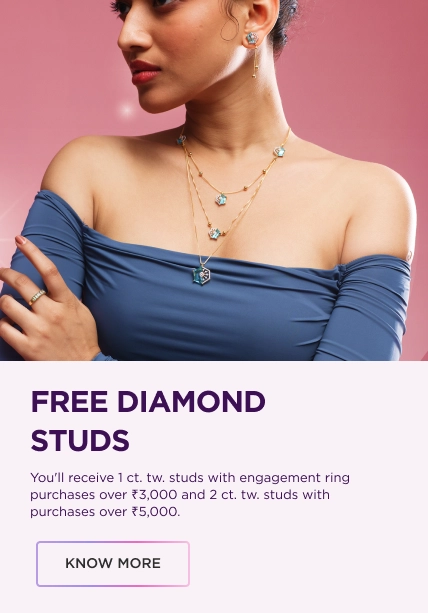 FREE DIAMOND
STUDS
You'll receive 1 ct. tw. studs with engagement ring
purchases over ₹3,000 and 2 ct. tw. studs with
purchases over ₹5,000.
KNOW MORE